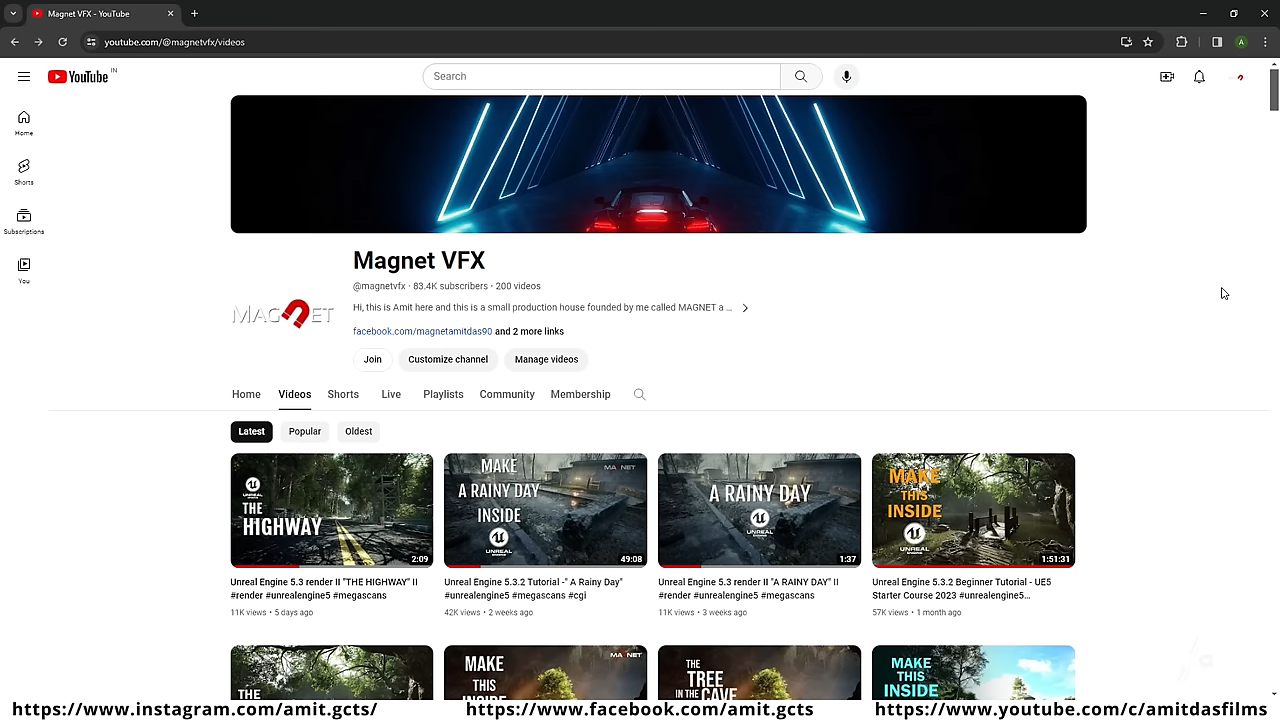 Magnet VFX - YouTube
youtube.com/@magnetvfx/videos
A
YouTube IN
Search
Home
Shorts
Subscriptions
You
Magnet VFX
@magnetvfx · 83.4K subscribers · 200 videos
Hi, this is Amit here and this is a small production house founded by me called MAGNET a ...
facebook.com/magnetamitdas90 and 2 more links
MAGNET
Join
Customize channel
Manage videos
Home
Videos
Shorts
Live
Playlists
Community
Membership
Latest
Popular
Oldest
UNREAL
THE
HIGHWAY
2:09
MAGNET
MAKE
A RAINY DAY
INSIDE
UNREAL
49:08
A RAINY DAY
UNREAL
1:37
MAKE
THIS
INSIDE
UNREAL
1:51:31
Unreal Engine 5.3 render II "THE HIGHWAY" II
#render #unrealengine5 #megascans
11K views • 5 days ago
Unreal Engine 5.3.2 Tutorial -" A Rainy Day"
#unrealengine5 #megascans #cgi
42K views • 2 weeks ago
Unreal Engine 5.3 render II "A RAINY DAY" II
#render #unrealengine5 #megascans
11K views • 3 weeks ago
Unreal Engine 5.3.2 Beginner Tutorial - UE5
Starter Course 2023 #unrealengine5...
57K views • 1 month ago
THE
MAGNET
MAKE
THIS
INSIDE
THE
TREE
IN THE CAVE
MAKE
THIS
INSIDE
https://www.instagram.com/amit.gcts/
https://www.facebook.com/amit.gcts
https://www.youtube.com/c/amitdasfilms